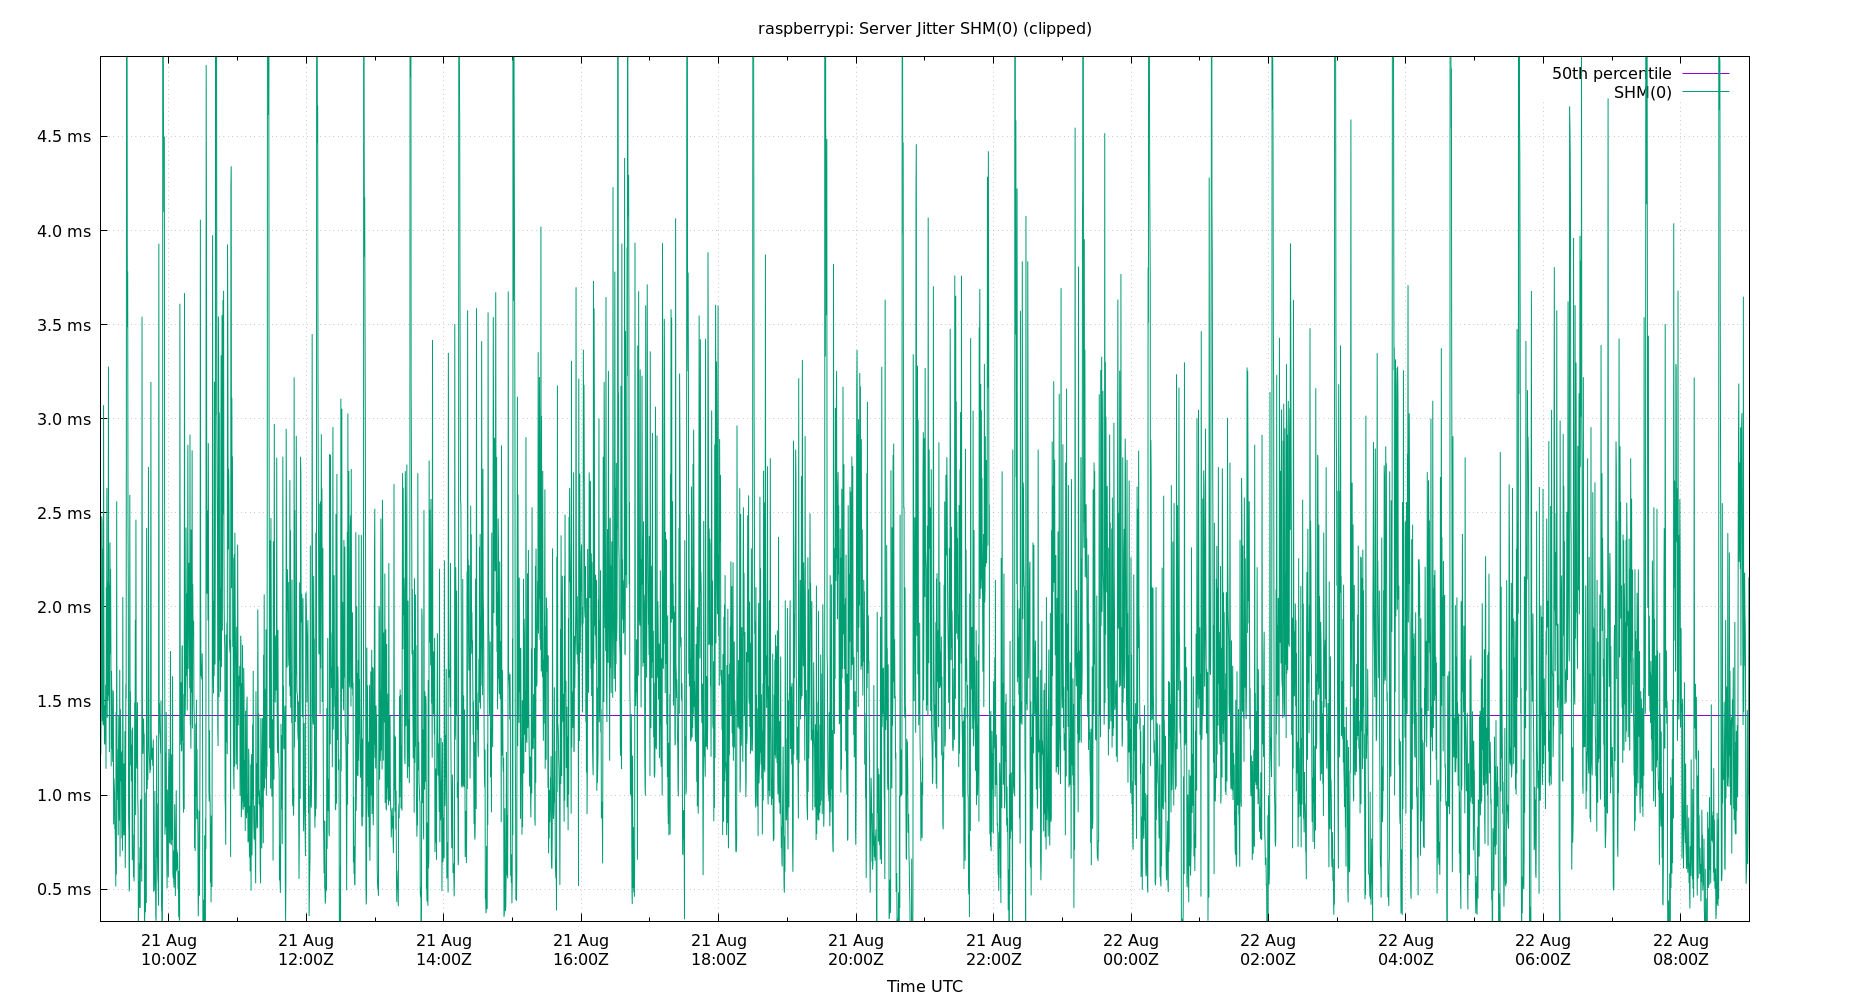 raspberrypi: Server Jitter SHM(0) (clipped)
50th percentile
SHM(0)
4.5 ms
4.0 ms
3.5 ms
3.0 ms
2.5 ms
2.0 ms
1.5 ms
1.0 ms
0.5 ms
21 Aug 21 Aug 21 Aug 21 Aug 21 Aug 21 Aug 21 Aug 22 Aug 22 Aug 22 Aug 22 Aug 22 Aug
10:00Z 12:00Z 14:00Z 16:00Z 18:00Z 20:00Z 22:00Z 00:00Z 02:00Z 04:00Z 06:00Z 08:00Z
Time UTC